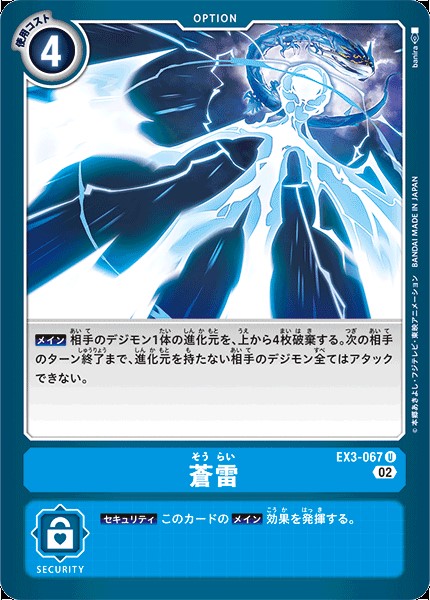 OPTION
使用コスト
4
banira
メイン 相手のデジモン1体の進化元を、上から4枚破棄する。次の相手
のターン終了まで、進化元を持たない相手のデジモン全てはアタック
できない。
©本郷あきよし・フジテレビ・東映アニメーション BANDAI MADE IN JAPAN
そうらい
蒼雷
EX3-067 U
02
セキュリティ このカードの メイン 効果を発揮する。
SECURITY